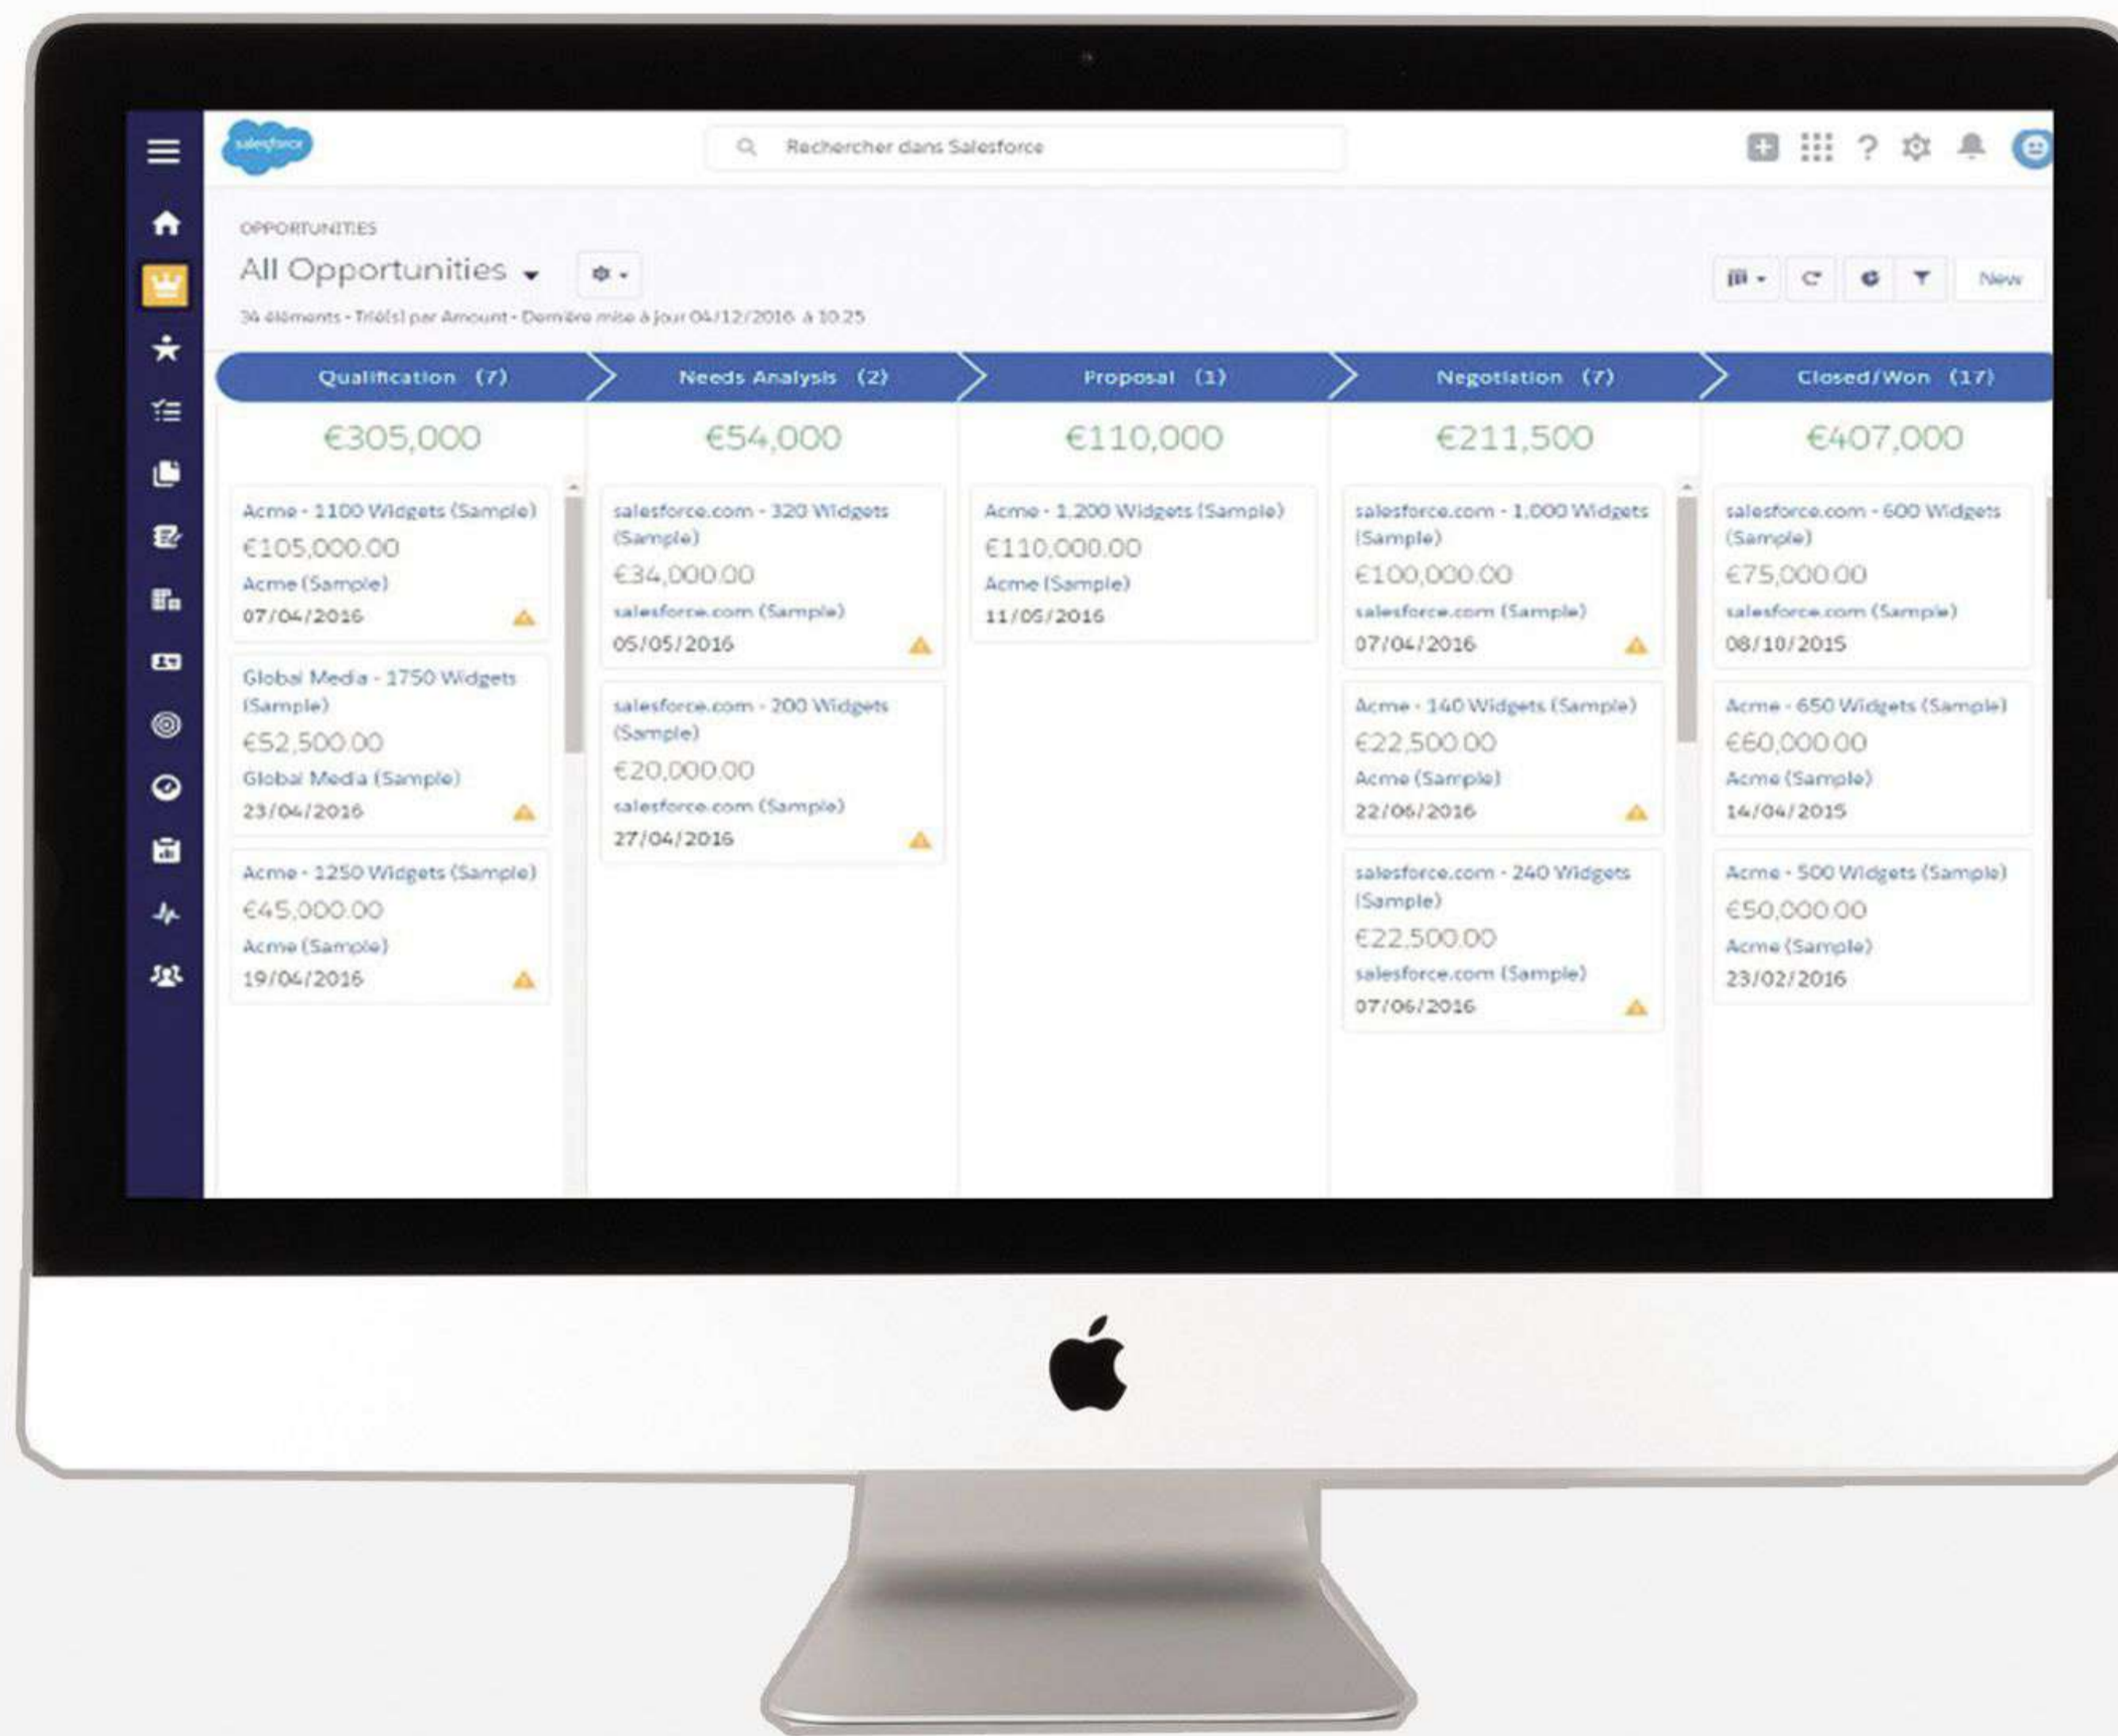 salesforce
Rechercher dans Salesforce
OPPORTUNITIES
All Opportunities
New
34 éléments • Trié(s) par Amount • Dernière mise à jour 04/12/2016 à 10:25
Qualification (7)
Needs Analysis (2)
Proposal (1)
Negotiation (7)
Closed/Won (17)
€305,000
€54,000
€110,000
€211,500
€407,000
Acme - 1100 Widgets (Sample)
€105,000.00
Acme (Sample)
07/04/2016
Global Media - 1750 Widgets
(Sample)
€52,500.00
Global Media (Sample)
23/04/2016
Acme - 1250 Widgets (Sample)
€45,000.00
Acme (Sample)
19/04/2016
salesforce.com - 320 Widgets
(Sample)
€34,000.00
salesforce.com (Sample)
05/05/2016
salesforce.com - 200 Widgets
(Sample)
€20,000.00
salesforce.com (Sample)
27/04/2016
Acme - 1,200 Widgets (Sample)
€110,000.00
Acme (Sample)
11/05/2016
salesforce.com - 1,000 Widgets
(Sample)
€100,000.00
salesforce.com (Sample)
07/04/2016
Acme - 140 Widgets (Sample)
€22,500.00
Acme (Sample)
22/06/2016
salesforce.com - 240 Widgets
(Sample)
€22,500.00
salesforce.com (Sample)
07/06/2016
salesforce.com - 600 Widgets
(Sample)
€75,000.00
salesforce.com (Sample)
08/10/2015
Acme - 650 Widgets (Sample)
€60,000.00
Acme (Sample)
14/04/2015
Acme - 500 Widgets (Sample)
€50,000.00
Acme (Sample)
23/02/2016